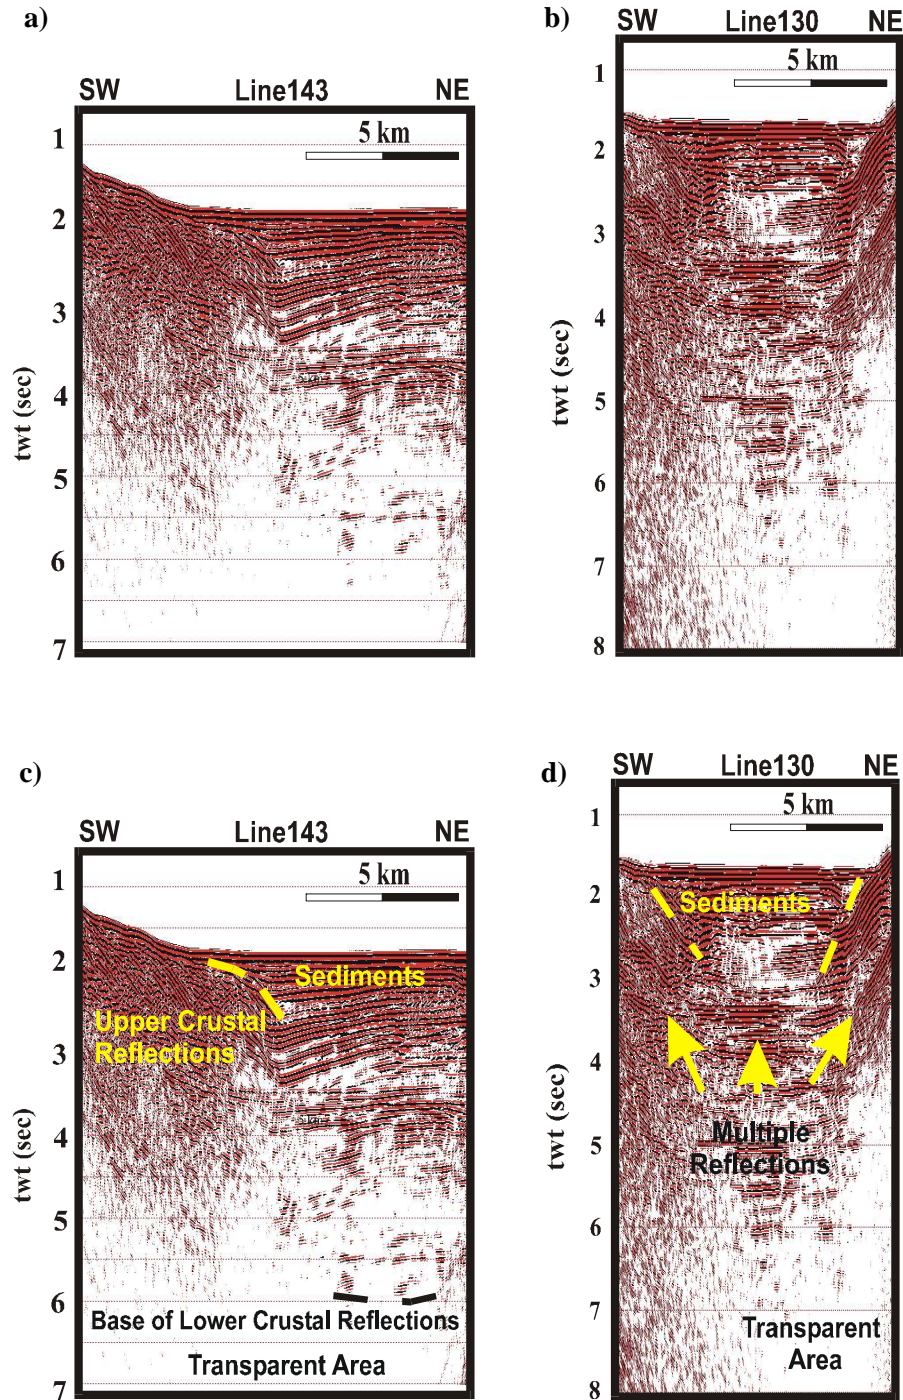 a)
SW Line143 NE
5 km
1
2
3
4
5
6
7
twt (sec)
b)
SW Line130 NE
5 km
1
2
3
4
5
6
7
8
twt (sec)
c)
SW Line143 NE
5 km
1
2
3
4
5
6
7
twt (sec)
Sediments
Upper Crustal
Reflections
Base of Lower Crustal Reflections
Transparent Area
d)
SW Line130 NE
5 km
1
2
3
4
5
6
7
8
twt (sec)
Sediments
Multiple
Reflections
Transparent
Area